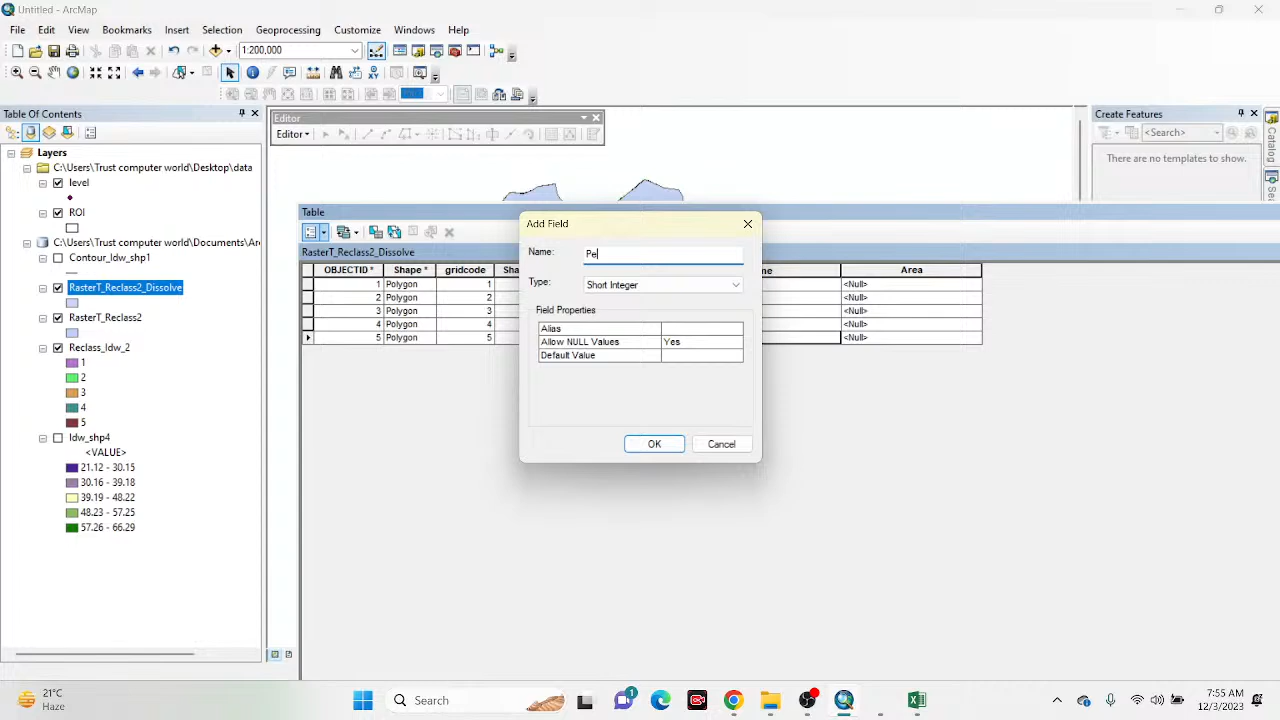 Untitled - ArcMap
File Edit View Bookmarks Insert Selection Geoprocessing Customize Windows Help
1:200,000
Table Of Contents
Layers
C:\Users\Trust computer world\Desktop\data
level
ROI
C:\Users\Trust computer world\Documents\Ar
Contour_Idw_shp1
RasterT_Reclass2_Dissolve
RasterT_Reclass2
Reclass_Idw_2
1
2
3
4
5
Idw_shp4
<VALUE>
21.12 - 30.15
30.16 - 39.18
39.19 - 48.22
48.23 - 57.25
57.26 - 66.29
Editor
Editor
Create Features
<Search>
There are no templates to show.
Catalog
Table
RasterT_Reclass2_Dissolve
OBJECTID * Shape * gridcode Sha me Area
1 Polygon 1 <Null>
2 Polygon 2 <Null>
3 Polygon 3 <Null>
4 Polygon 4 <Null>
5 Polygon 5 <Null>
Add Field
Name: Pe
Type: Short Integer
Field Properties
Alias
Allow NULL Values Yes
Default Value
OK Cancel
21°C
Haze
Search
1
7:55 AM
12/3/2023